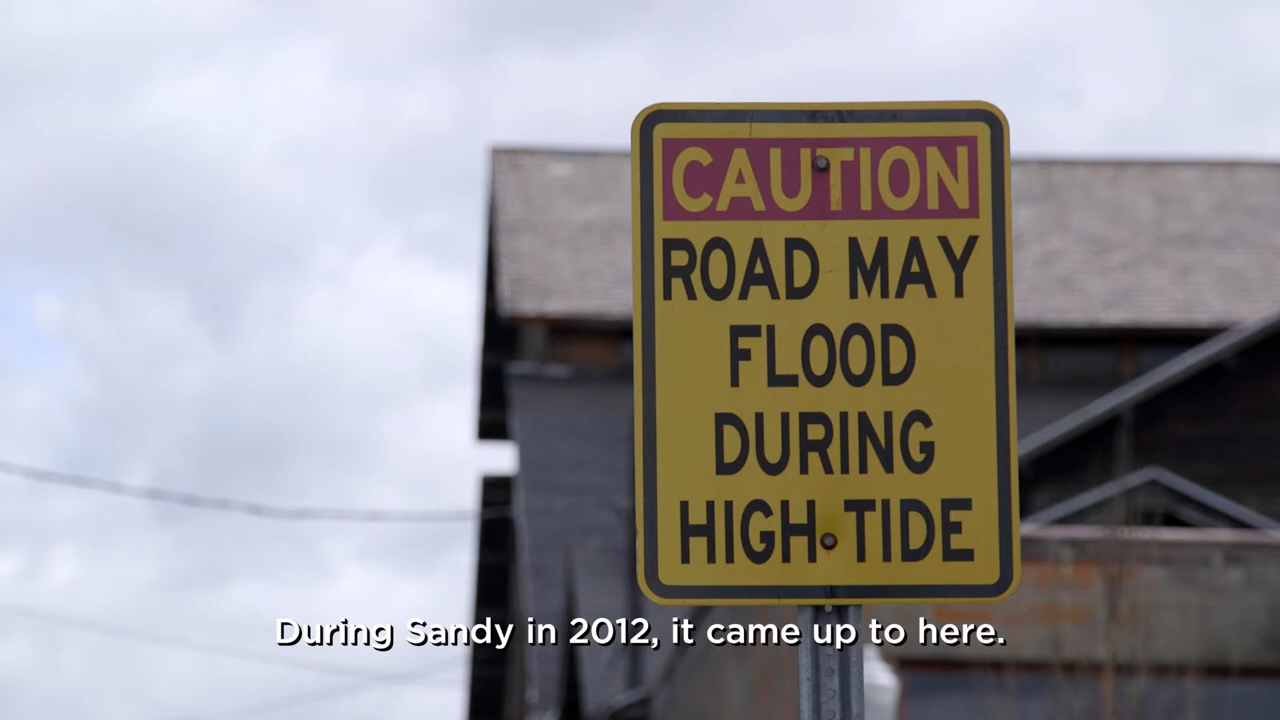 CAUTION
ROAD MAY
FLOOD
DURING
HIGH TIDE
During Sandy in 2012, it came up to here.